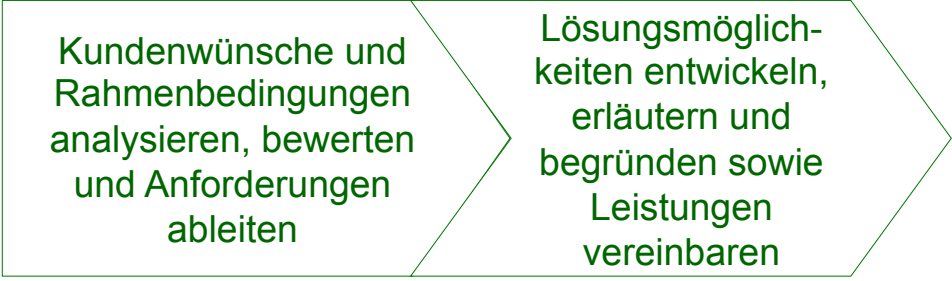 Kundenwünsche und
Rahmenbedingungen
analysieren, bewerten
und Anforderungen
ableiten
Lösungsmöglich-
keiten entwickeln,
erläutern und
begründen sowie
Leistungen
vereinbaren